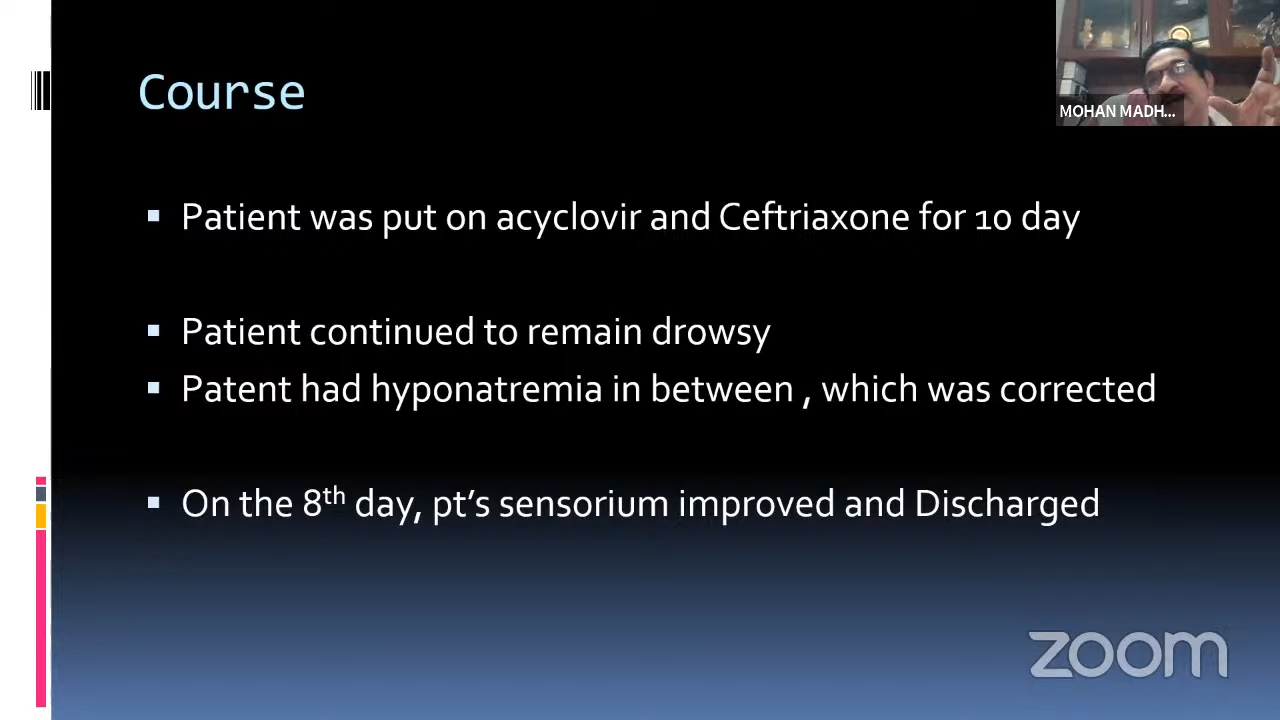 Course
MOHAN MADH...
Patient was put on acyclovir and Ceftriaxone for 10 day
Patient continued to remain drowsy
Patent had hyponatremia in between , which was corrected
On the 8th day, pt’s sensorium improved and Discharged
zoom